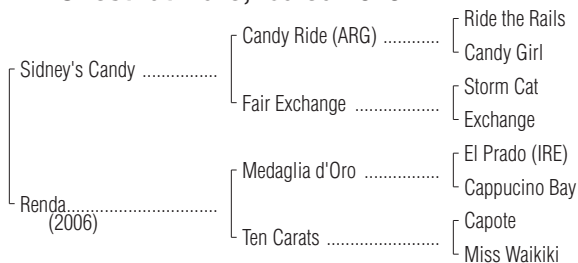 Sidney's Candy ................
Candy Ride (ARG) ............
Ride the Rails
Candy Girl
Fair Exchange ..................
Storm Cat
Exchange
Renda................................
(2006)
Medaglia d'Oro ................
El Prado (IRE)
Cappucino Bay
Ten Carats ........................
Capote
Miss Waikiki